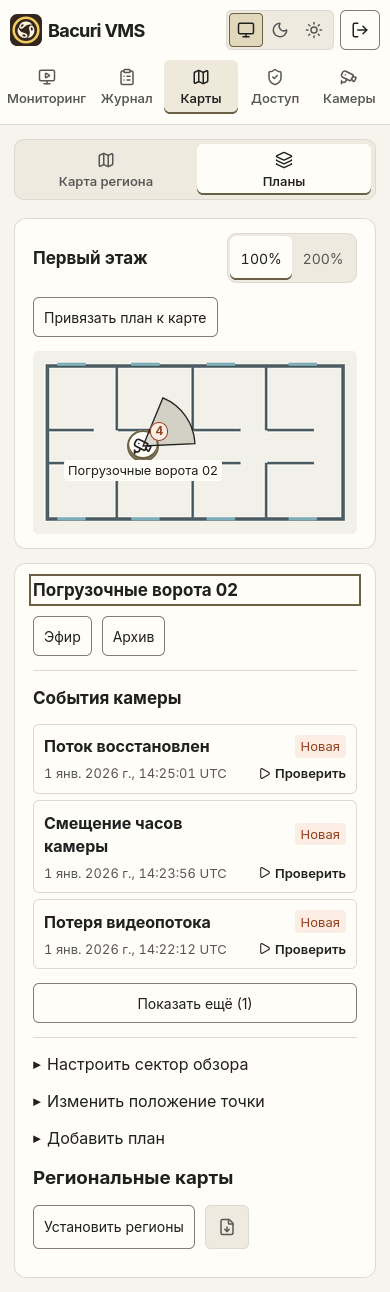 Bacuri VMS
Мониторинг Журнал Карты Доступ Камеры
Карта региона Планы
Первый этаж 100% 200%
Привязать план к карте
4
Погрузочные ворота 02
Погрузочные ворота 02
Эфир Архив
События камеры
Поток восстановлен Новая
1 янв. 2026 г., 14:25:01 UTC Проверить
Смещение часов
камеры Новая
1 янв. 2026 г., 14:23:56 UTC Проверить
Потеря видеопотока Новая
1 янв. 2026 г., 14:22:12 UTC Проверить
Показать ещё (1)
Настроить сектор обзора
Изменить положение точки
Добавить план
Региональные карты
Установить регионы